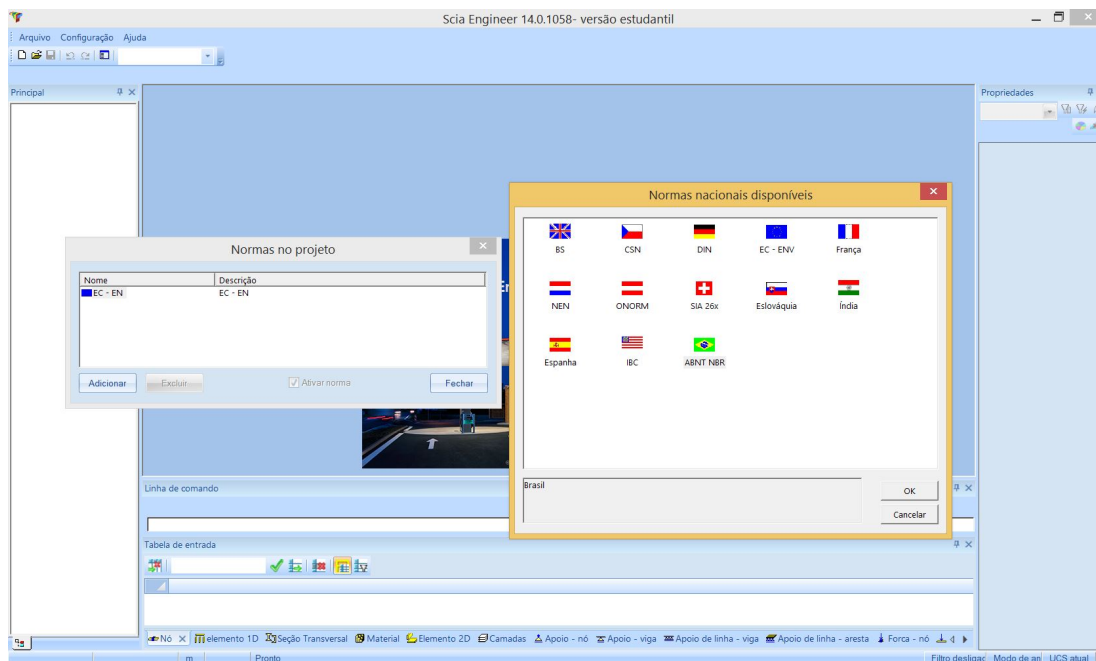 Scia Engineer 14.0.1058- versão estudantil
Arquivo Configuração Ajuda
Principal
Propriedades
Normas nacionais disponíveis
BS CSN DIN EC - ENV França
NEN ONORM SIA 26x Eslováquia Índia
Espanha IBC ABNT NBR
Brasil
OK
Cancelar
Normas no projeto
Nome Descrição
EC - EN EC - EN
Adicionar Excluir Ativar norma Fechar
Linha de comando
Tabela de entrada
Nó elemento 1D Seção Transversal Material Elemento 2D Camadas Apoio - nó Apoio - viga Apoio de linha - viga Apoio de linha - aresta Forca - nó
m Pronto Filtro desligac Modo de an UCS atual